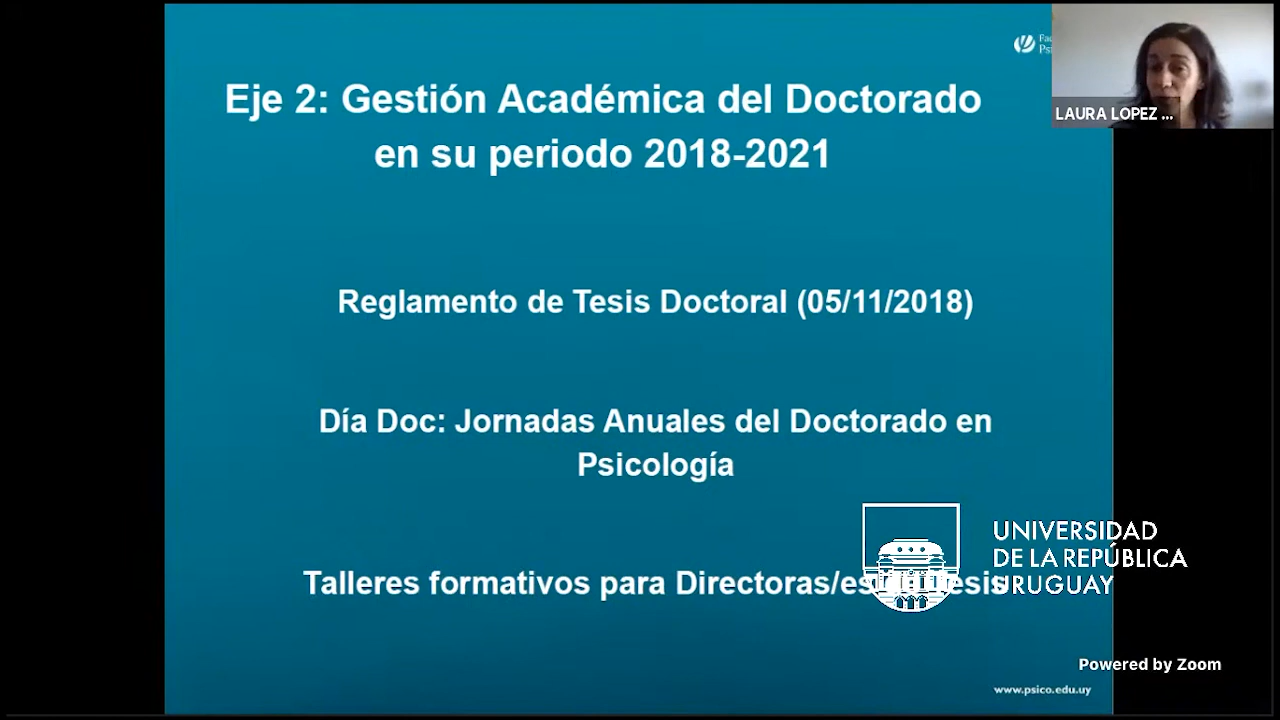 Eje 2: Gestión Académica del Doctorado
en su periodo 2018-2021
LAURA LOPEZ ...
Reglamento de Tesis Doctoral (05/11/2018)
Día Doc: Jornadas Anuales del Doctorado en
Psicología
Talleres formativos para Directoras/es de Tesis
UNIVERSIDAD
DE LA REPÚBLICA
URUGUAY
Powered by Zoom
www.psico.edu.uy